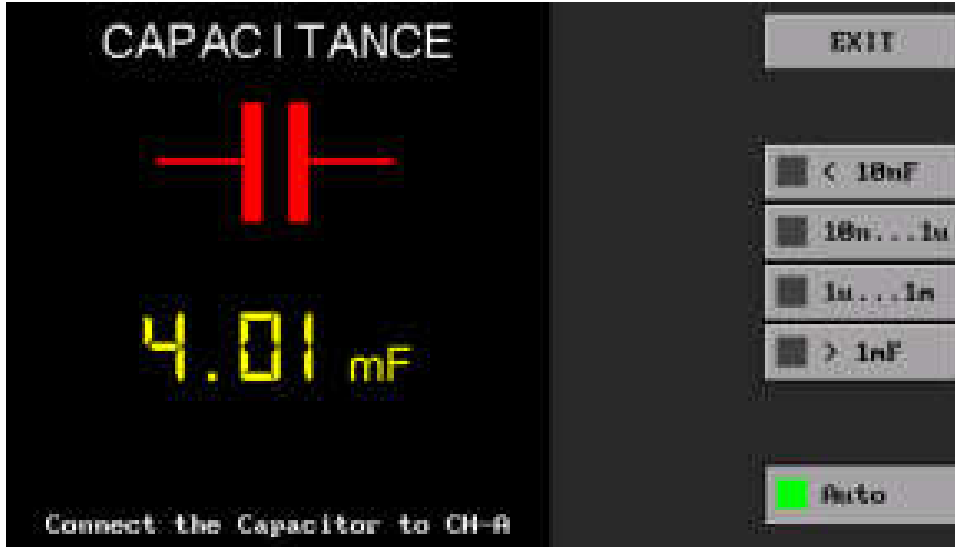 CAPACITANCE
4.01 mF
Connect the Capacitor to CH-A
EXIT
< 10nF
10n...1u
1u...1m
> 1mF
Auto